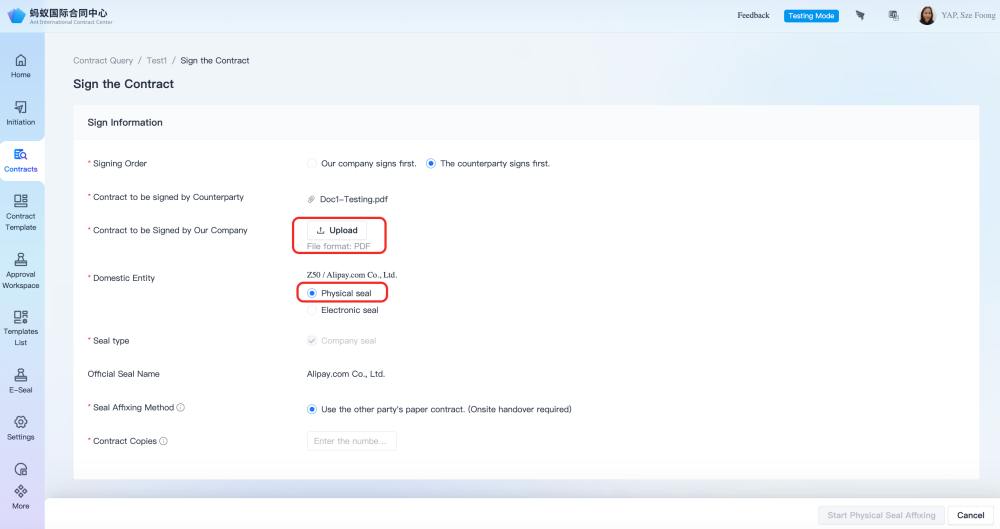 蚂蚁国际合同中心
Ant International Contract Center
Feedback
Testing Mode
YAP, Sze Foong
Home
Initiation
Contracts
Contract
Template
Approval
Workspace
Templates
List
E-Seal
Settings
More
Contract Query / Test1 / Sign the Contract
Sign the Contract
Sign Information
* Signing Order
Our company signs first.
The counterparty signs first.
* Contract to be signed by Counterparty
Doc1-Testing.pdf
* Contract to be Signed by Our Company
Upload
File format: PDF
* Domestic Entity
Z50 / Alipay.com Co., Ltd.
Physical seal
Electronic seal
* Seal type
Company seal
Official Seal Name
Alipay.com Co., Ltd.
* Seal Affixing Method
Use the other party's paper contract. (Onsite handover required)
* Contract Copies
Enter the numbe...
Start Physical Seal Affixing
Cancel